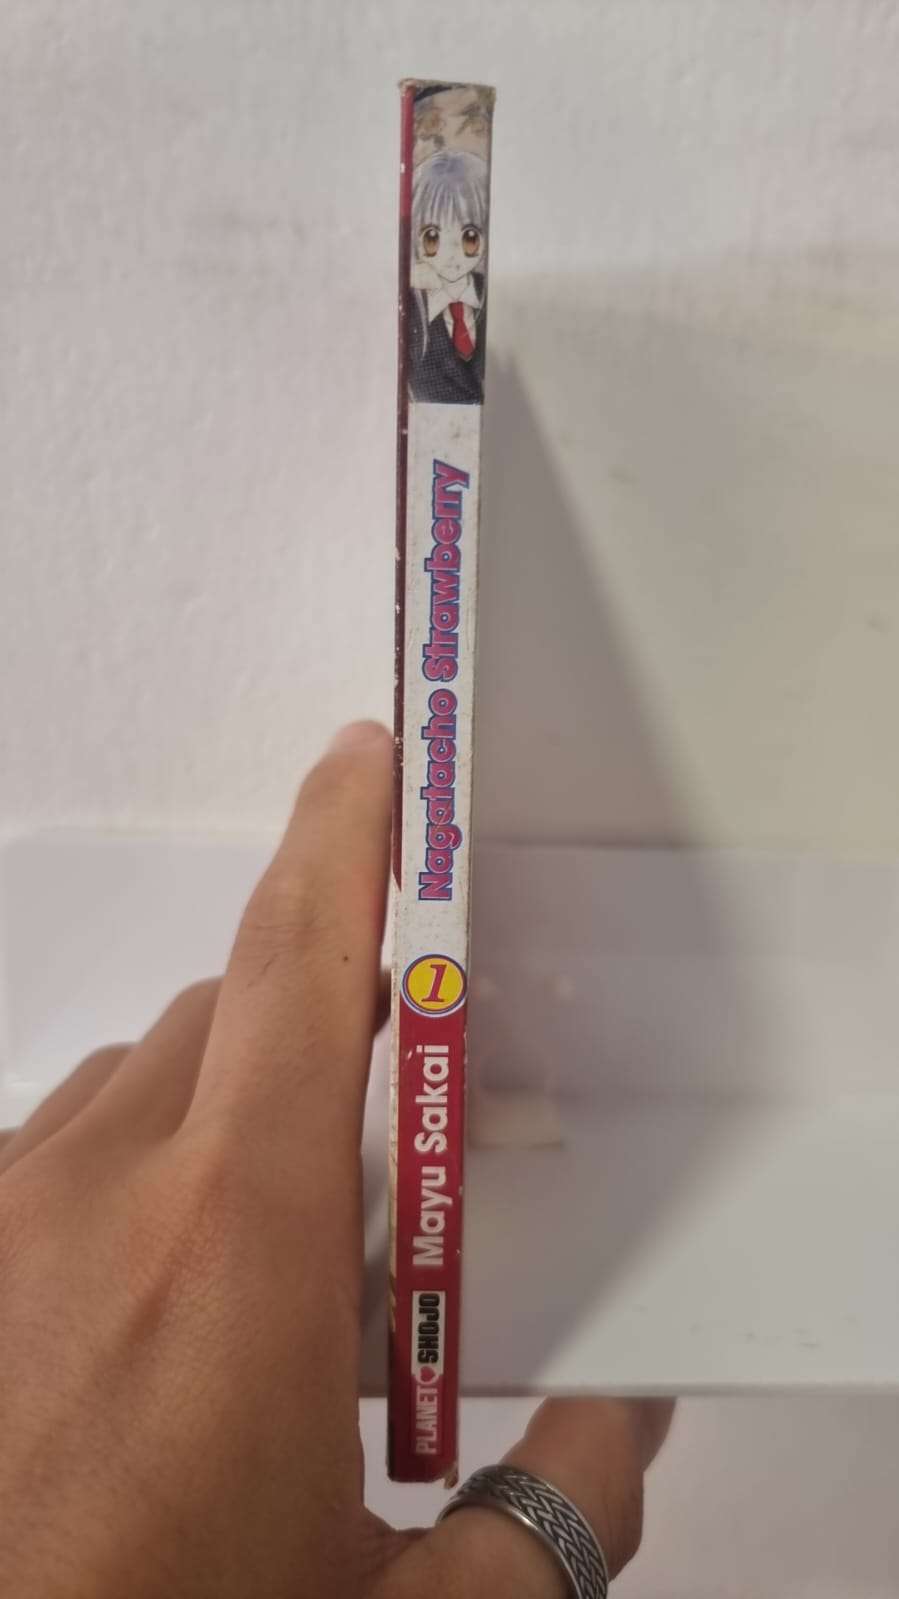 Nagatacho Strawberry
1
Mayu Sakai
PLANET SHOJO